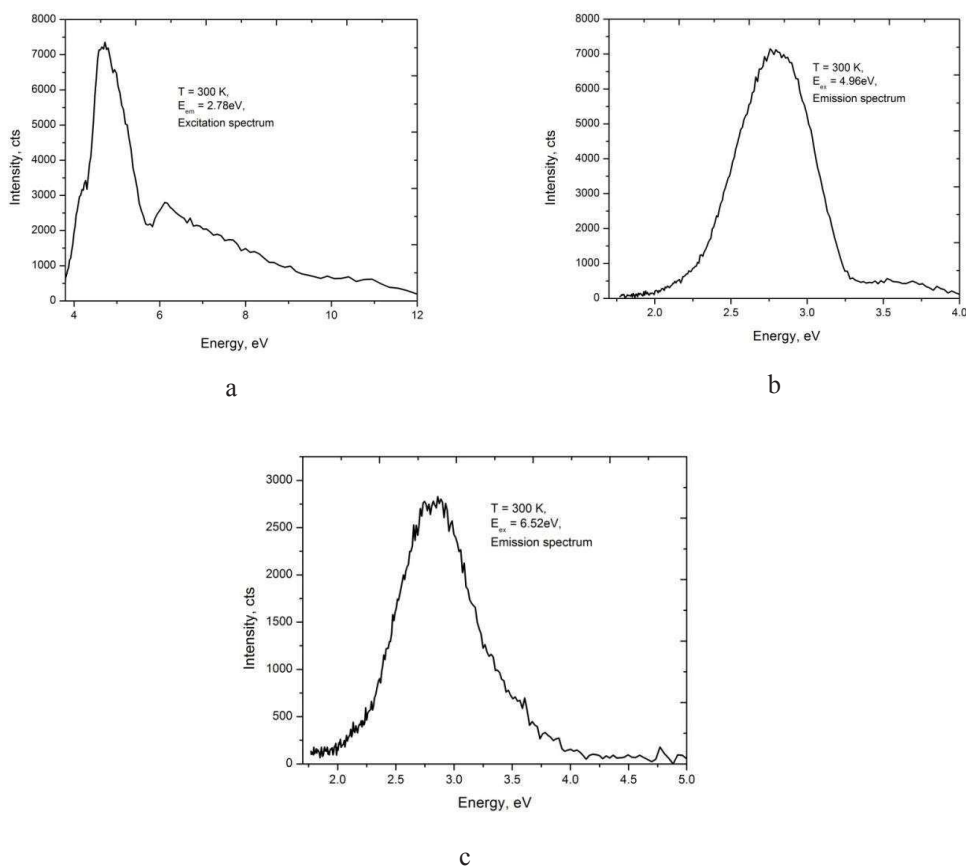 8000
7000
6000
5000
4000
3000
2000
1000
0
Intensity, cts
T = 300 K,
E_em = 2.78eV,
Excitation spectrum
4 6 8 10 12
Energy, eV
a
8000
7000
6000
5000
4000
3000
2000
1000
0
Intensity, cts
T = 300 K,
E_ex = 4.96eV,
Emission spectrum
2.0 2.5 3.0 3.5 4.0
Energy, eV
b
3000
2500
2000
1500
1000
500
0
Intensity, cts
T = 300 K,
E_ex = 6.52eV,
Emission spectrum
2.0 2.5 3.0 3.5 4.0 4.5 5.0
Energy, eV
c